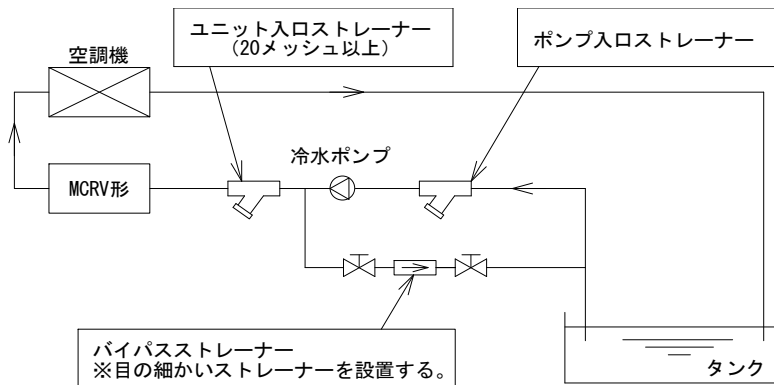 ユニット入口ストレーナー
（20メッシュ以上）
ポンプ入口ストレーナー
空調機
冷水ポンプ
MCRV形
バイパスストレーナー
※目の細かいストレーナーを設置する。
タンク